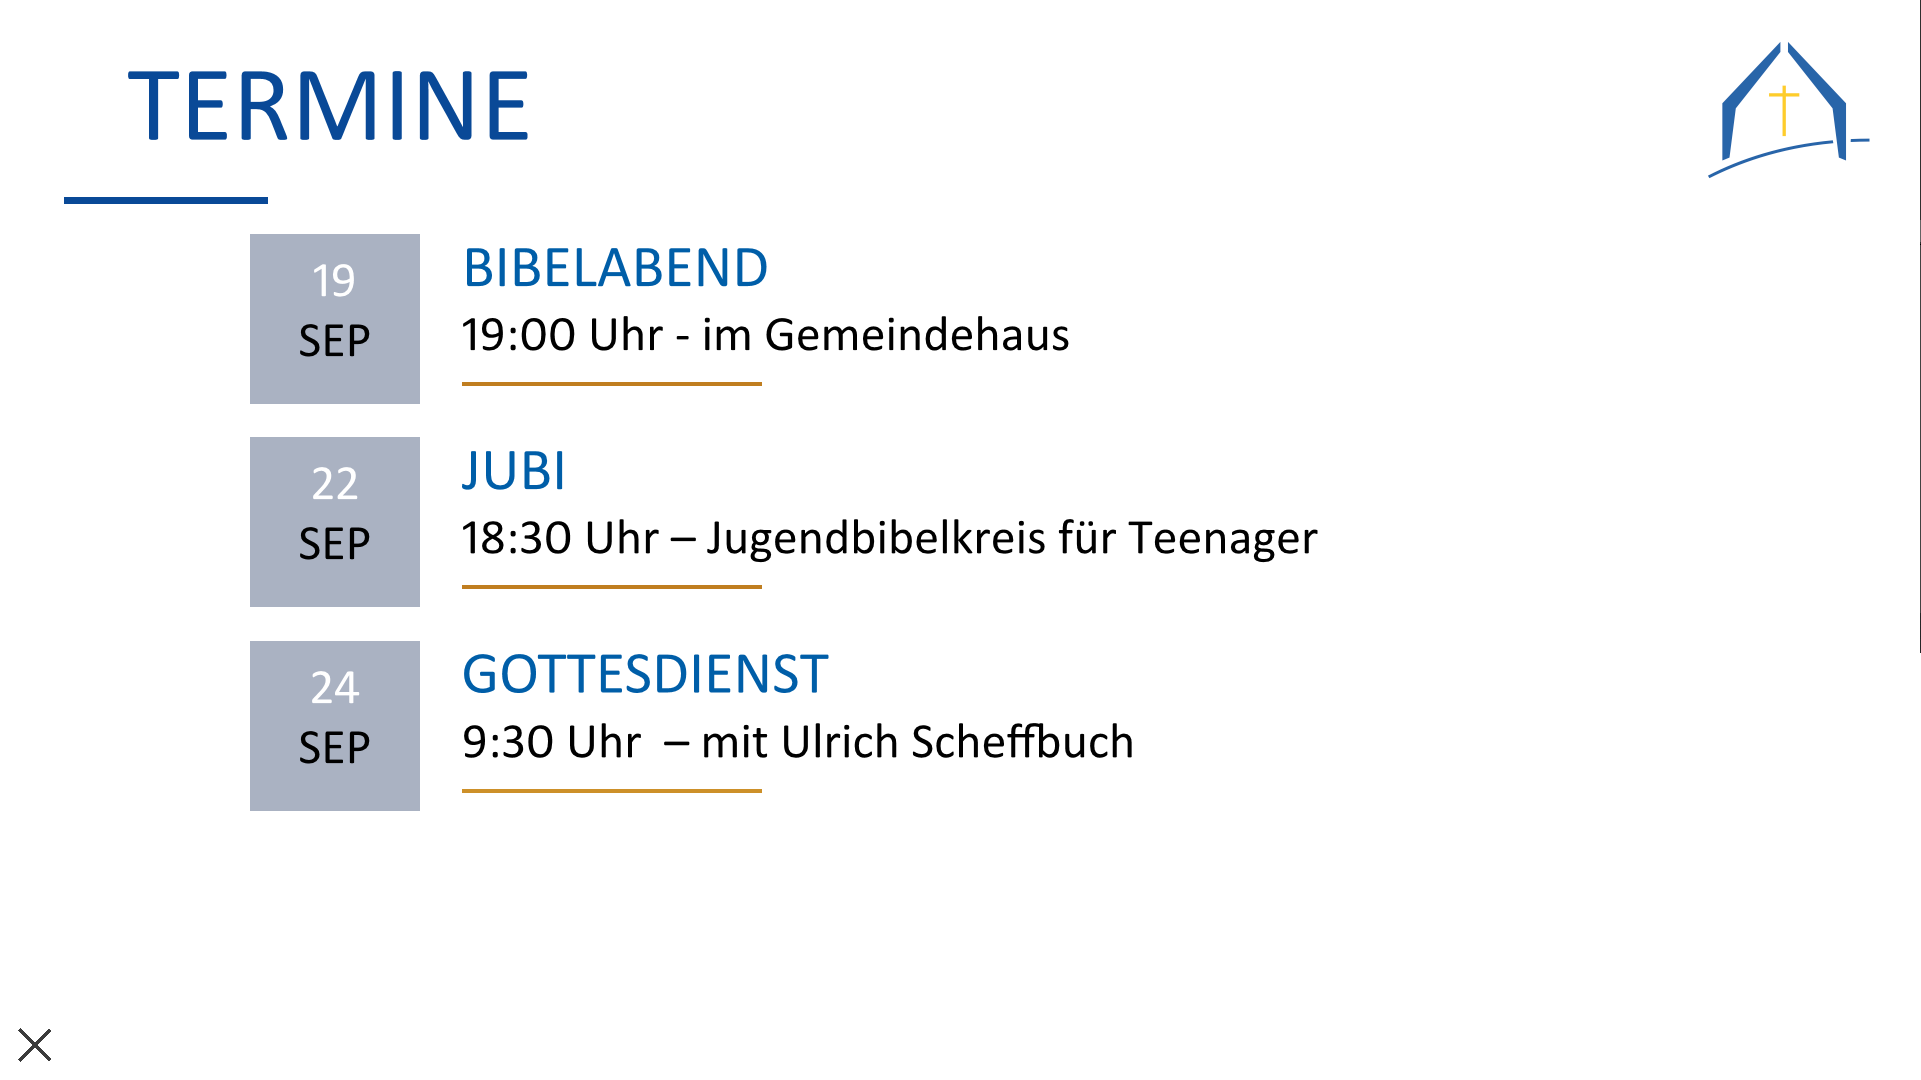 TERMINE
19
SEP
BIBELABEND
19:00 Uhr - im Gemeindehaus
22
SEP
JUBI
18:30 Uhr – Jugendbibelkreis für Teenager
24
SEP
GOTTESDIENST
9:30 Uhr  – mit Ulrich Scheffbuch